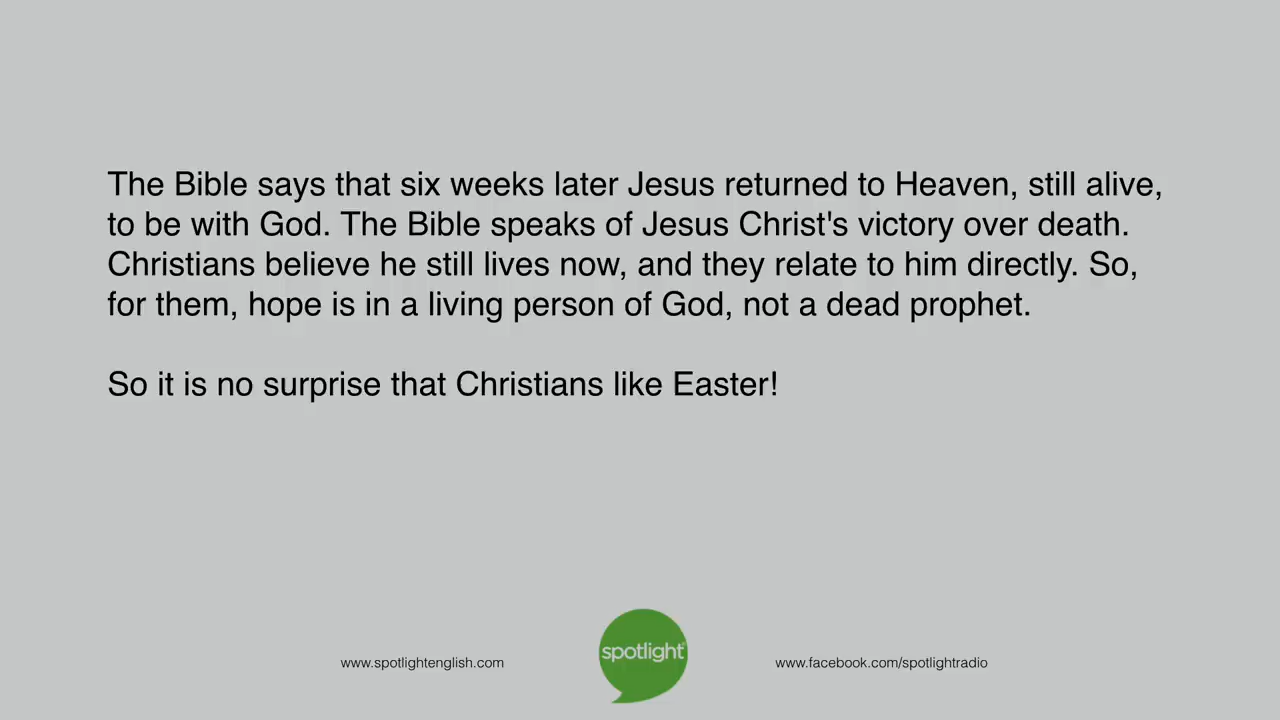 The Bible says that six weeks later Jesus returned to Heaven, still alive,
to be with God. The Bible speaks of Jesus Christ's victory over death.
Christians believe he still lives now, and they relate to him directly. So,
for them, hope is in a living person of God, not a dead prophet.
So it is no surprise that Christians like Easter!
www.spotlightenglish.com
spotlight
www.facebook.com/spotlightradio